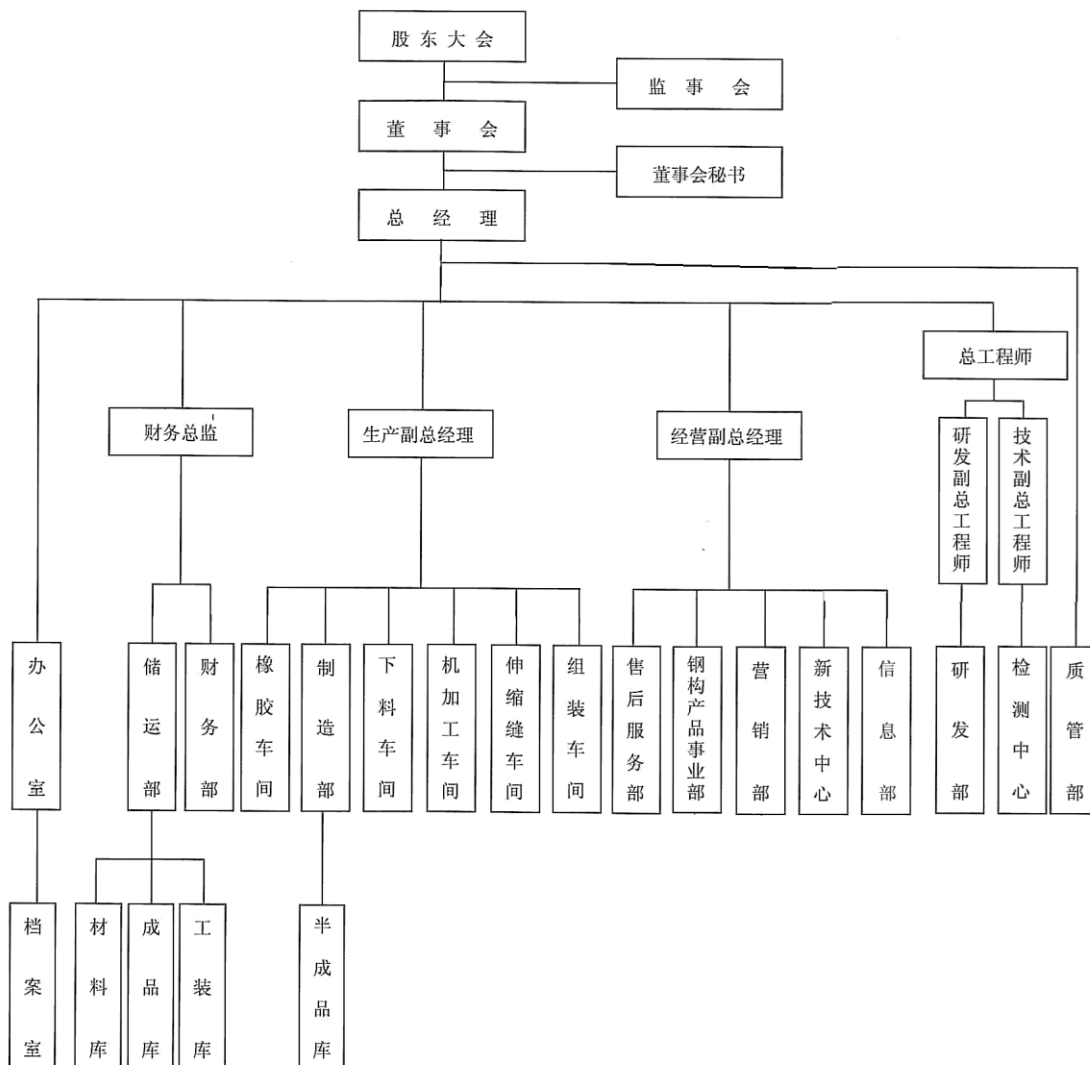 股东大会
监事会
董事会
董事会秘书
总经理
总工程师
财务总监
生产副总经理
经营副总经理
研发副总工程师
技术副总工程师
办公室
储运部
财务部
橡胶车间
制造部
下料车间
机加工车间
伸缩缝车间
组装车间
售后服务部
钢构产品事业部
营销部
新技术中心
信息部
研发部
检测中心
质管部
档案室
材料库
成品库
工装库
半成品库